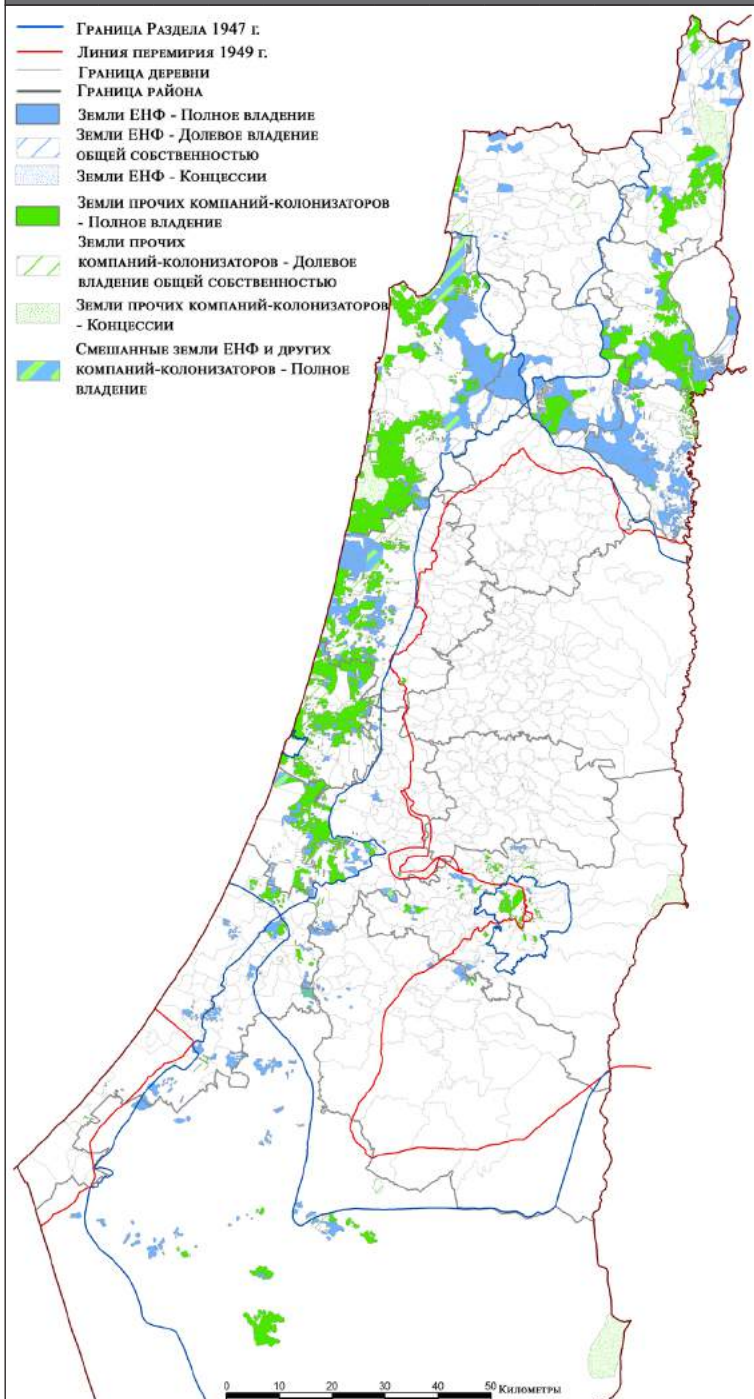 Граница Раздела 1947 г.
Линия перемирия 1949 г.
Граница деревни
Граница района
Земли ЕНФ - Полное владение
Земли ЕНФ - Долевое владение
общей собственностью
Земли ЕНФ - Концессии
Земли прочих компаний-колонизаторов
- Полное владение
Земли прочих
компаний-колонизаторов - Долевое
владение общей собственностью
Земли прочих компаний-колонизаторов
- Концессии
Смешанные земли ЕНФ и других
компаний-колонизаторов - Полное
владение
0 10 20 30 40 50 Километры